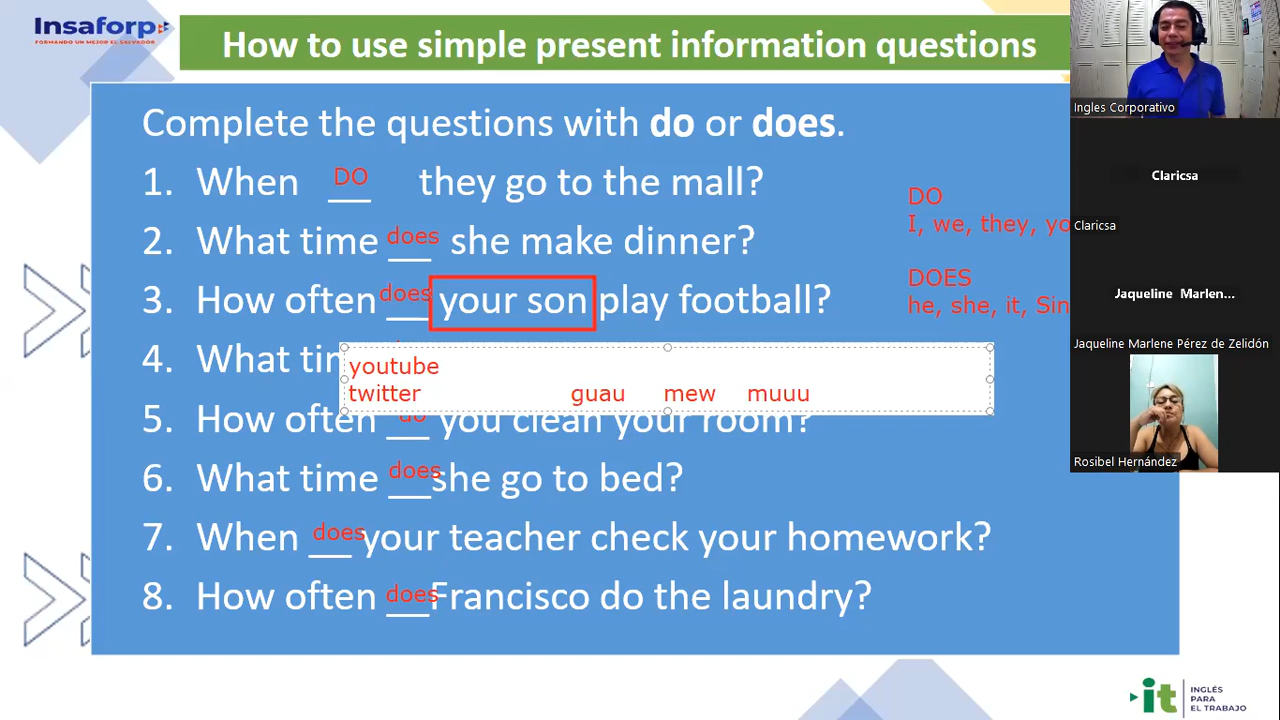 Insaforp
FORMANDO UN MEJOR EL SALVADOR
How to use simple present information questions
Complete the questions with do or does.
1. When DO they go to the mall?
2. What time does she make dinner?
3. How often does your son play football?
4. What tim
5. How often do you clean your room?
6. What time does she go to bed?
7. When does your teacher check your homework?
8. How often does Francisco do the laundry?
youtube
twitter guau mew muuu
DO
I, we, they, yo
DOES
he, she, it, Sin
Ingles Corporativo
Claricsa
Claricsa
Jaqueline Marlen...
Jaqueline Marlene Pérez de Zelidón
Rosibel Hernández
it
INGLÉS
PARA
EL TRABAJO